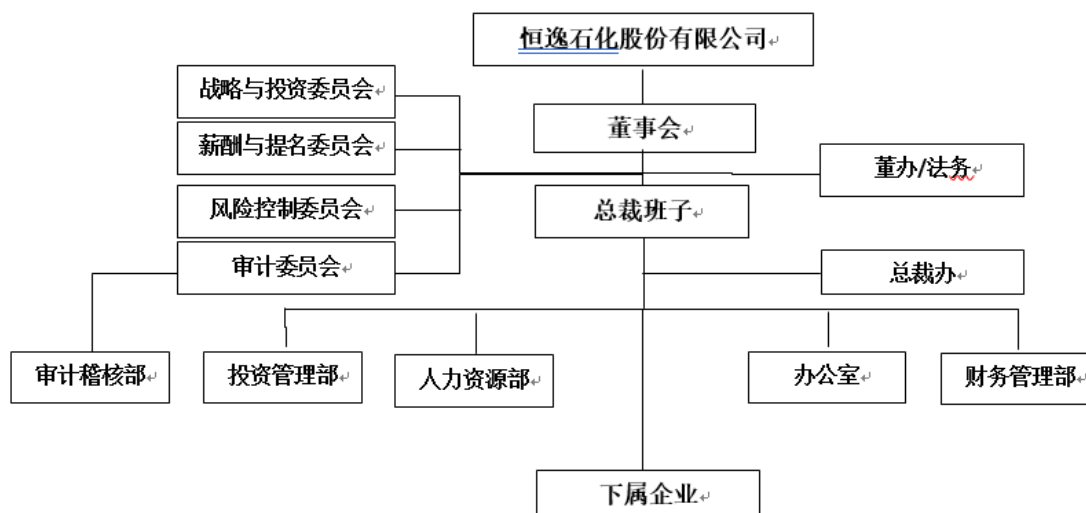 恒逸石化股份有限公司
战略与投资委员会
董事会
薪酬与提名委员会
董办/法务
风险控制委员会
总裁班子
审计委员会
总裁办
审计稽核部
投资管理部
人力资源部
办公室
财务管理部
下属企业